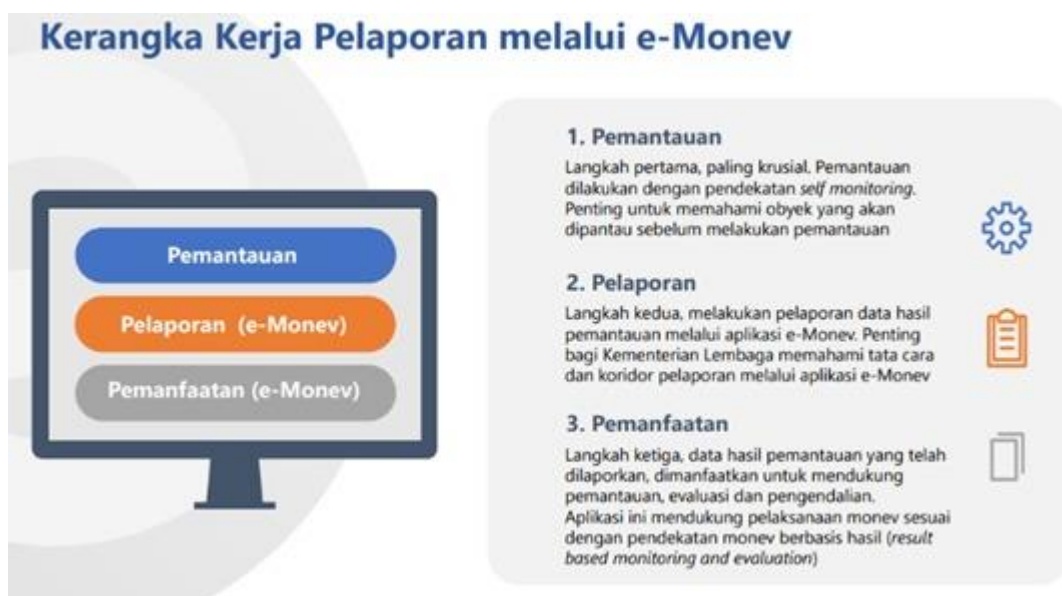 Kerangka Kerja Pelaporan melalui e-Monev
Pemantauan
Pelaporan (e-Monev)
Pemanfaatan (e-Monev)
1. Pemantauan
Langkah pertama, paling krusial. Pemantauan
dilakukan dengan pendekatan self monitoring.
Penting untuk memahami obyek yang akan
dipantau sebelum melakukan pemantauan
2. Pelaporan
Langkah kedua, melakukan pelaporan data hasil
pemantauan melalui aplikasi e-Monev. Penting
bagi Kementerian Lembaga memahami tata cara
dan koridor pelaporan melalui aplikasi e-Monev
3. Pemanfaatan
Langkah ketiga, data hasil pemantauan yang telah
dilaporkan, dimanfaatkan untuk mendukung
pemantauan, evaluasi dan pengendalian.
Aplikasi ini mendukung pelaksanaan monev sesuai
dengan pendekatan monev berbasis hasil (result
based monitoring and evaluation)